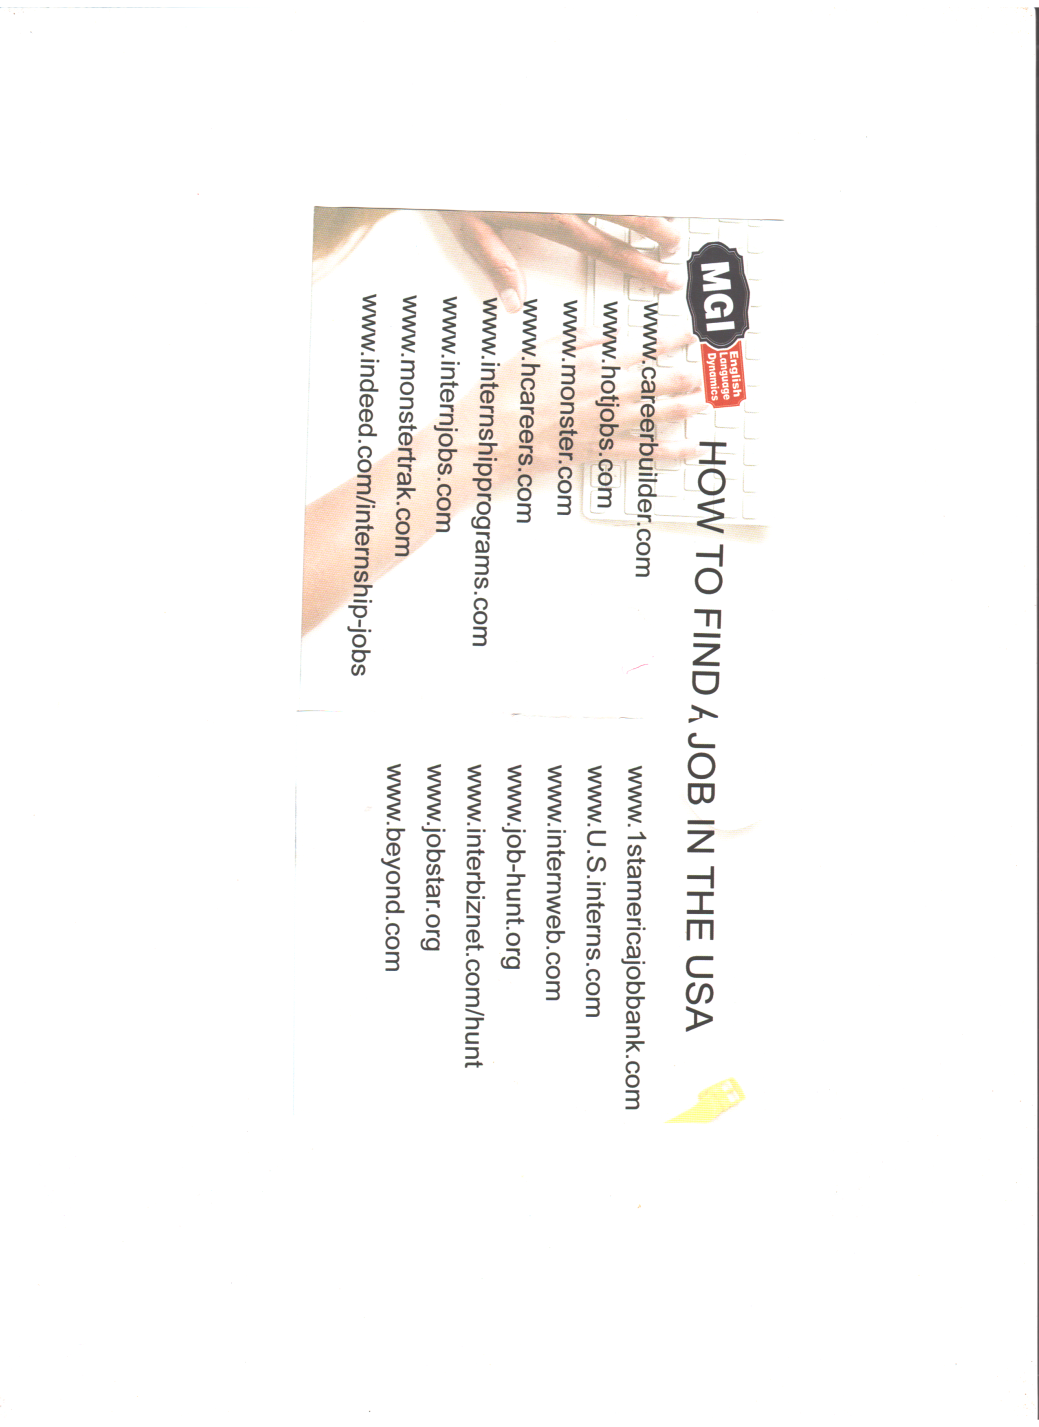 MGI
English
Language
Dynamics
HOW TO FIND A JOB IN THE USA
www.careerbuilder.com
www.hotjobs.com
www.monster.com
www.hcareers.com
www.internshipprograms.com
www.internjobs.com
www.monstertrak.com
www.indeed.com/internship-jobs
www.1stamericajobbank.com
www.U.S.interns.com
www.internweb.com
www.job-hunt.org
www.interbiznet.com/hunt
www.jobstar.org
www.beyond.com